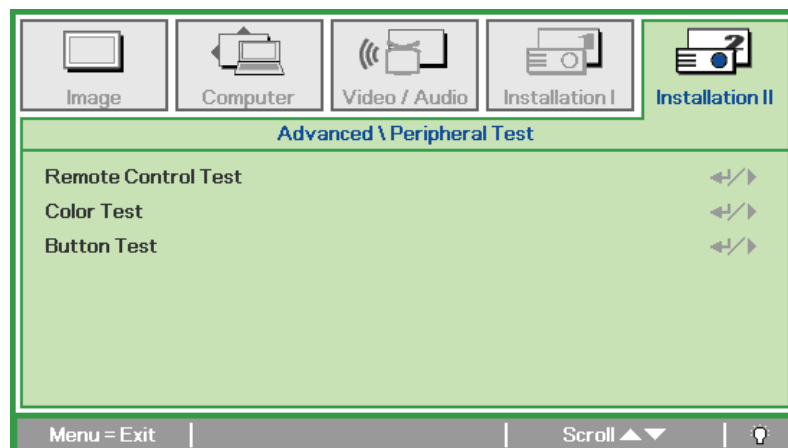 Image Computer Video / Audio Installation I Installation II
Advanced \ Peripheral Test
Remote Control Test
Color Test
Button Test
Menu = Exit Scroll